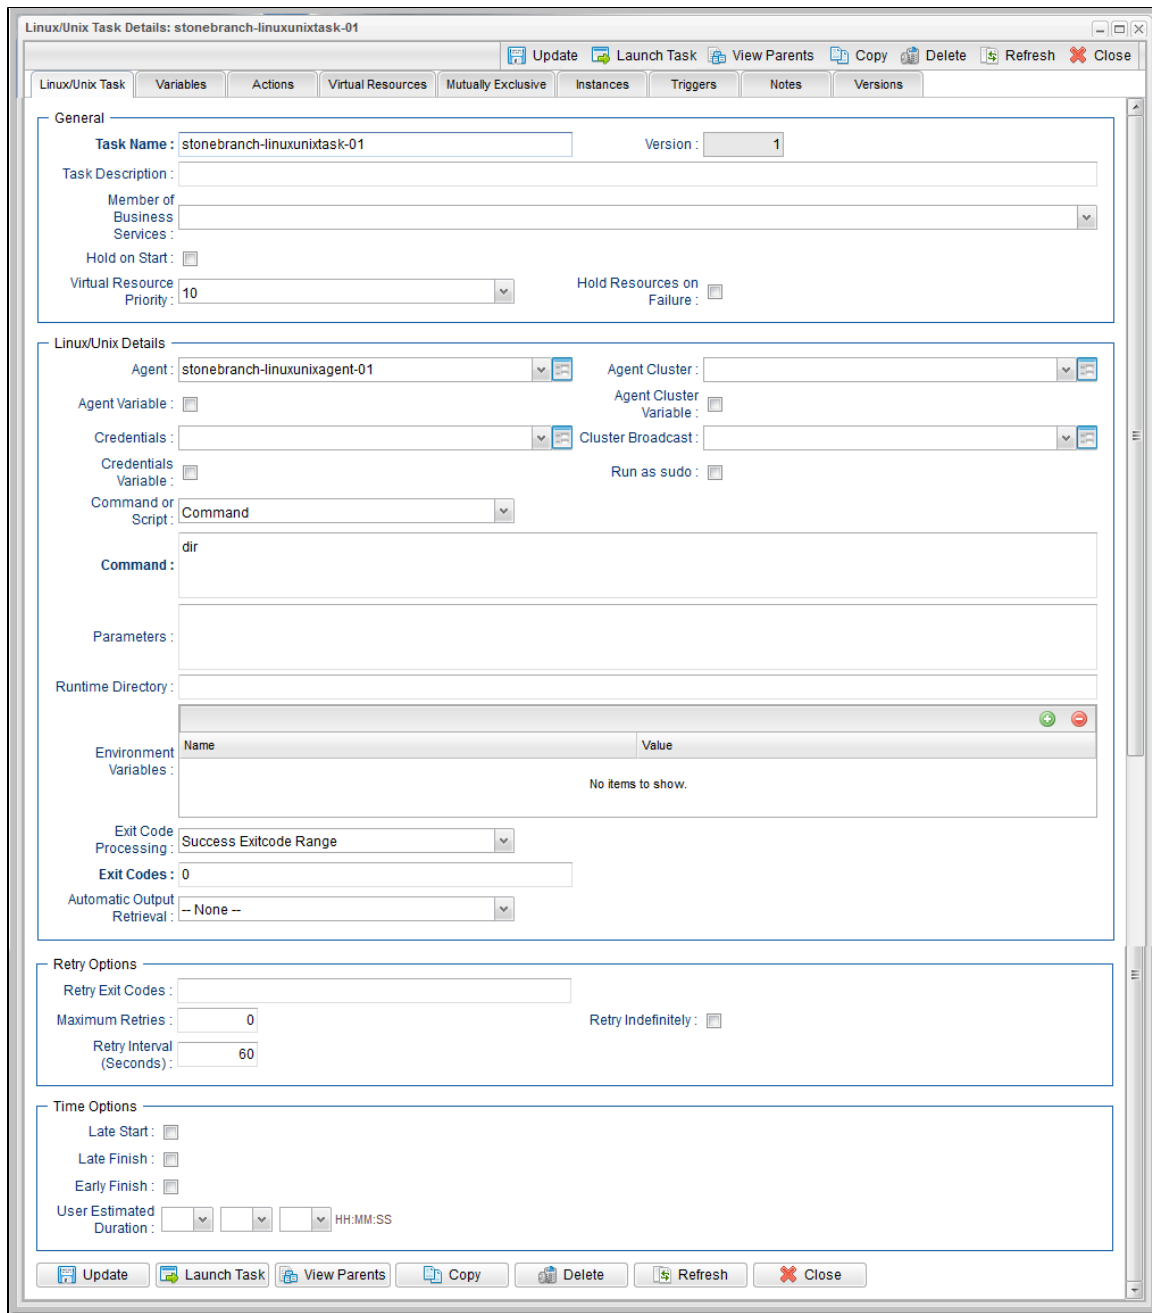 Linux/Unix Task Details: stonebranch-linuxunixtask-01
Update Launch Task View Parents Copy Delete Refresh Close
Linux/Unix Task Variables Actions Virtual Resources Mutually Exclusive Instances Triggers Notes Versions
General
Task Name : stonebranch-linuxunixtask-01 Version : 1
Task Description :
Member of
Business
Services :
Hold on Start :
Virtual Resource
Priority : 10
Hold Resources on
Failure :
Linux/Unix Details
Agent : stonebranch-linuxunixagent-01 Agent Cluster :
Agent Variable :
Agent Cluster
Variable :
Credentials : Cluster Broadcast :
Credentials
Variable :
Run as sudo :
Command or
Script : Command
Command :
dir
Parameters :
Runtime Directory :
Environment
Variables :
Name Value
No items to show.
Exit Code
Processing : Success Exitcode Range
Exit Codes : 0
Automatic Output
Retrieval : -- None --
Retry Options
Retry Exit Codes :
Maximum Retries : 0 Retry Indefinitely :
Retry Interval
(Seconds) : 60
Time Options
Late Start :
Late Finish :
Early Finish :
User Estimated
Duration : HH:MM:SS
Update Launch Task View Parents Copy Delete Refresh Close